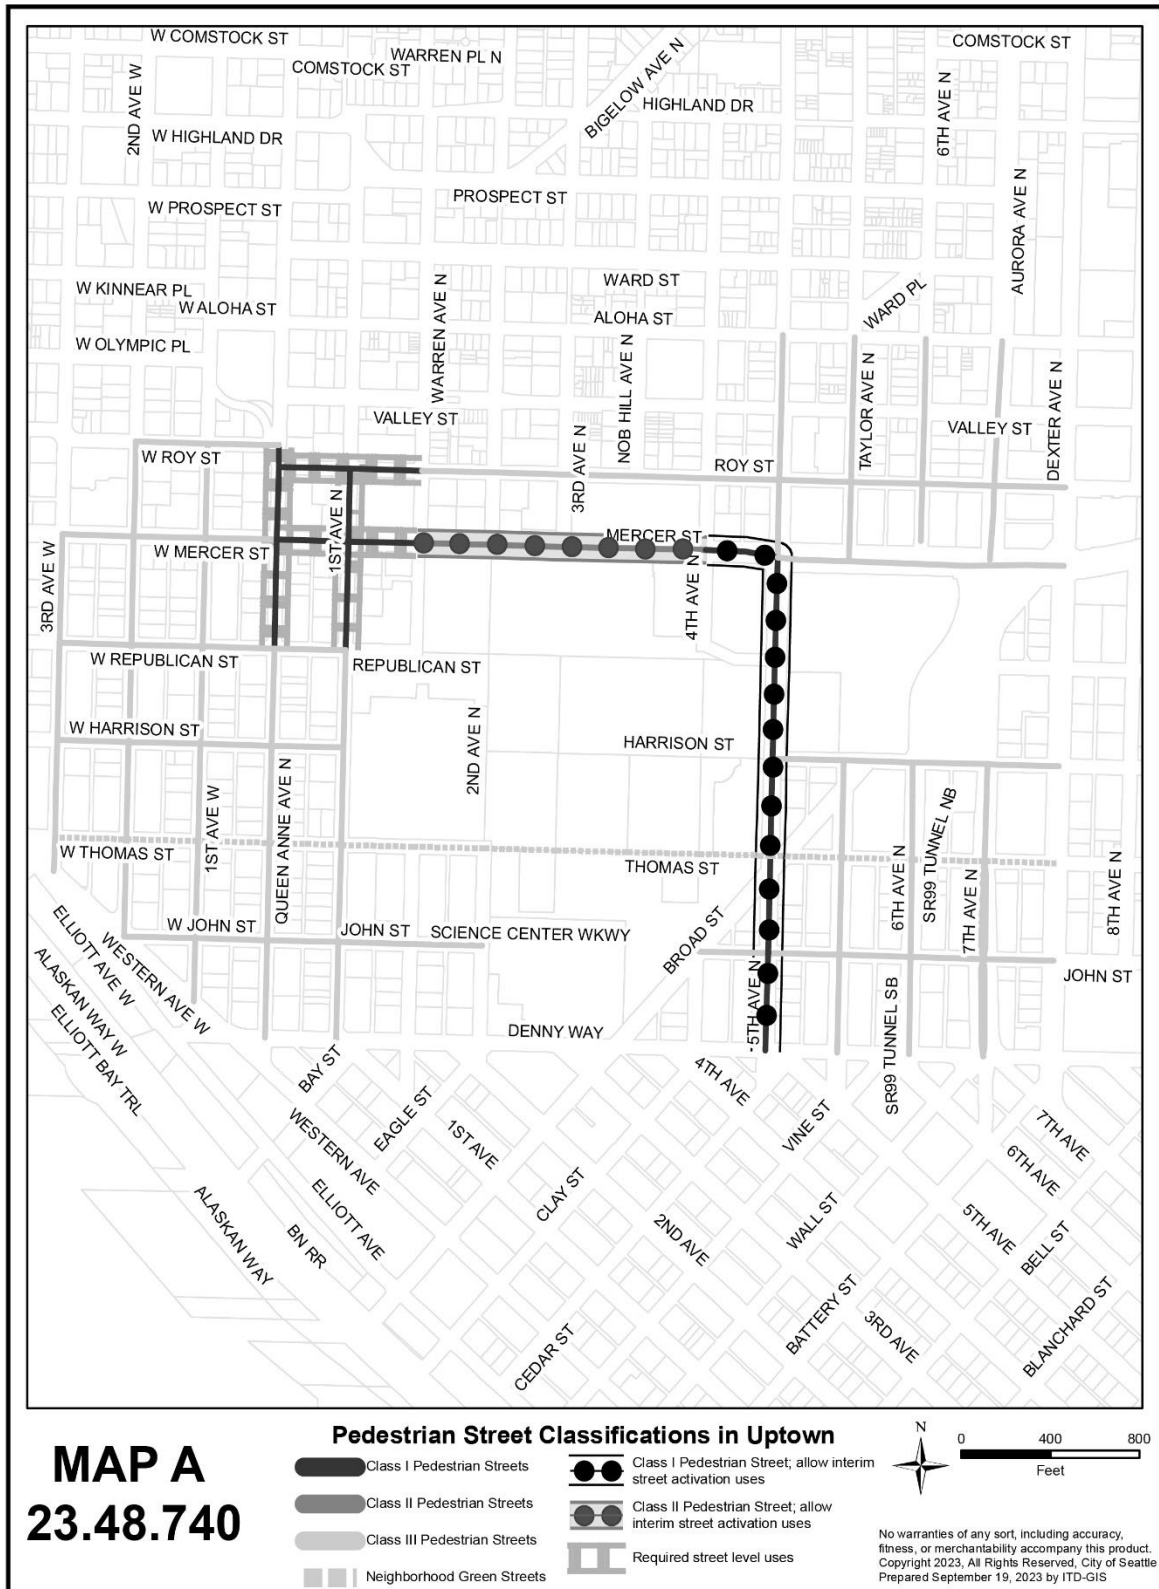 W COMSTOCK ST
WARREN PL N
COMSTOCK ST
BIGELOW AVE N
COMSTOCK ST
2ND AVE W
W HIGHLAND DR
HIGHLAND DR
6TH AVE N
W PROSPECT ST
PROSPECT ST
AURORA AVE N
W KINNEAR PL
W ALOHA ST
WARREN AVE N
WARD ST
ALOHA ST
WARD PL
W OLYMPIC PL
NOB HILL AVE N
TAYLOR AVE N
VALLEY ST
3RD AVE N
VALLEY ST
DEXTER AVE N
W ROY ST
ROY ST
1ST AVE N
3RD AVE W
W MERCER ST
MERCER ST
4TH AVE N
W REPUBLICAN ST
REPUBLICAN ST
W HARRISON ST
2ND AVE N
HARRISON ST
1ST AVE W
QUEEN ANNE AVE N
SR99 TUNNEL NB
W THOMAS ST
THOMAS ST
6TH AVE N
7TH AVE N
8TH AVE N
ELLIOTT AVE W
WESTERN AVE W
W JOHN ST
JOHN ST
SCIENCE CENTER WKWY
BROAD ST
5TH AVE N
JOHN ST
ALASKAN WAY W
ELLIOTT BAY TRL
DENNY WAY
SR99 TUNNEL SB
BAY ST
4TH AVE
EAGLE ST
1ST AVE
VINE ST
7TH AVE
WESTERN AVE
6TH AVE
ELLIOTT AVE
CLAY ST
ALASKAN WAY
BN RR
2ND AVE
WALL ST
5TH AVE
BELL ST
CEDAR ST
BATTERY ST
3RD AVE
BLANCHARD ST
MAP A
23.48.740
Pedestrian Street Classifications in Uptown
Class I Pedestrian Streets
Class II Pedestrian Streets
Class III Pedestrian Streets
Neighborhood Green Streets
Class I Pedestrian Street; allow interim
street activation uses
Class II Pedestrian Street; allow
interim street activation uses
Required street level uses
N
0 400 800
Feet
No warranties of any sort, including accuracy,
fitness, or merchantability accompany this product.
Copyright 2023, All Rights Reserved, City of Seattle
Prepared September 19, 2023 by ITD-GIS